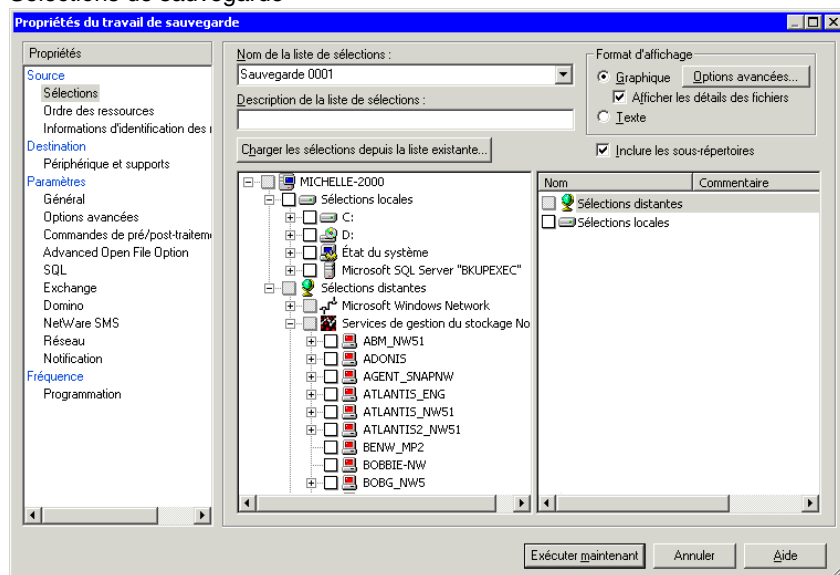 Sélections de sauvegarde
Propriétés du travail de sauvegarde
Propriétés
Source
Sélections
Ordre des ressources
Informations d'identification des
Destination
Périphérique et supports
Paramètres
Général
Options avancées
Commandes de pré/post-traitem
Advanced Open File Option
SQL
Exchange
Domino
NetWare SMS
Réseau
Notification
Fréquence
Programmation
Nom de la liste de sélections :
Sauvegarde 0001
Description de la liste de sélections :
Charger les sélections depuis la liste existante...
Format d'affichage
Graphique
Options avancées...
Afficher les détails des fichiers
Texte
Inclure les sous-répertoires
MICHELLE-2000
Sélections locales
C:
D:
État du système
Microsoft SQL Server "BKUPEXEC"
Sélections distantes
Microsoft Windows Network
Services de gestion du stockage No
ABM_NW51
ADONIS
AGENT_SNAPNW
ATLANTIS_ENG
ATLANTIS_NW51
ATLANTIS2_NW51
BENW_MP2
BOBBIE-NW
BOBG_NW5
Nom
Commentaire
Sélections distantes
Sélections locales
Exécuter maintenant
Annuler
Aide